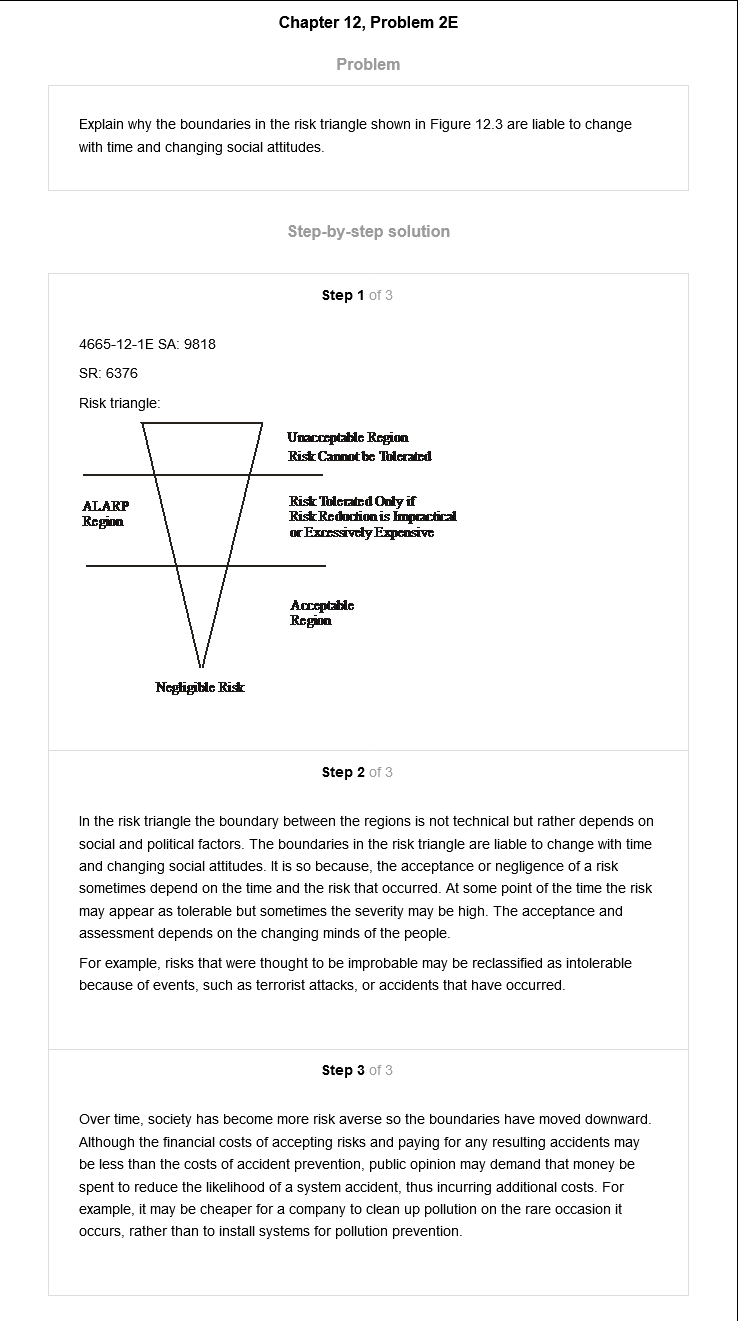 Chapter 12, Problem 2E
Problem
Explain why the boundaries in the risk triangle shown in Figure 12.3 are liable to change
with time and changing social attitudes.
Step-by-step solution
Step 1 of 3
4665-12-1E SA: 9818
SR: 6376
Risk triangle:
Unacceptable Region
Risk Cannot be Tolerated
ALARP
Region
Risk Tolerated Only if
Risk Reduction is Impractical
or Excessively Expensive
Acceptable
Region
Negligible Risk
Step 2 of 3
In the risk triangle the boundary between the regions is not technical but rather depends on
social and political factors. The boundaries in the risk triangle are liable to change with time
and changing social attitudes. It is so because, the acceptance or negligence of a risk
sometimes depend on the time and the risk that occurred. At some point of the time the risk
may appear as tolerable but sometimes the severity may be high. The acceptance and
assessment depends on the changing minds of the people.
For example, risks that were thought to be improbable may be reclassified as intolerable
because of events, such as terrorist attacks, or accidents that have occurred.
Step 3 of 3
Over time, society has become more risk averse so the boundaries have moved downward.
Although the financial costs of accepting risks and paying for any resulting accidents may
be less than the costs of accident prevention, public opinion may demand that money be
spent to reduce the likelihood of a system accident, thus incurring additional costs. For
example, it may be cheaper for a company to clean up pollution on the rare occasion it
occurs, rather than to install systems for pollution prevention.